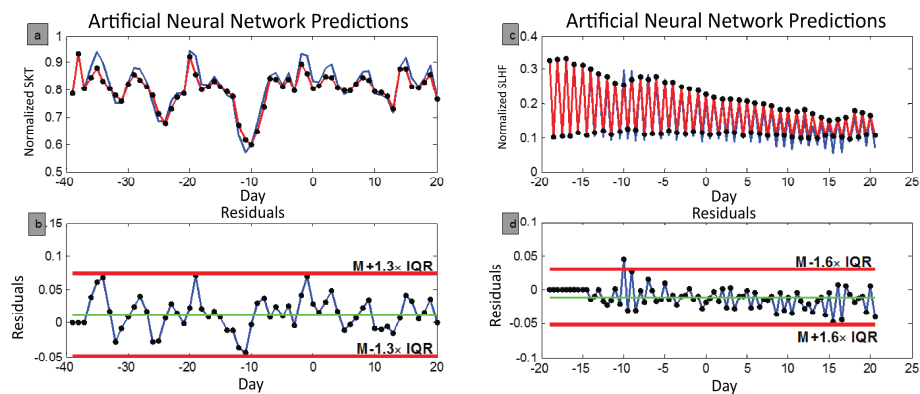 Artificial Neural Network Predictions
a
Normalized SKT
1
0.9
0.8
0.7
0.6
0.5
-40 -30 -20 -10 0 10 20
Day
Residuals
b
Residuals
0.15
0.1
0.05
0
0.05
M+1.3× IQR
M-1.3× IQR
-40 -30 -20 -10 0 10 20
Day
Artificial Neural Network Predictions
c
Normalized SLHF
0.4
0.3
0.2
0.1
0
-20 -15 -10 -5 0 5 10 15 20 25
Day
Residuals
d
Residuals
0.1
0.05
0
-0.05
0.1
M-1.6× IQR
M+1.6× IQR
-20 -15 -10 -5 0 5 10 15 20 25
Day